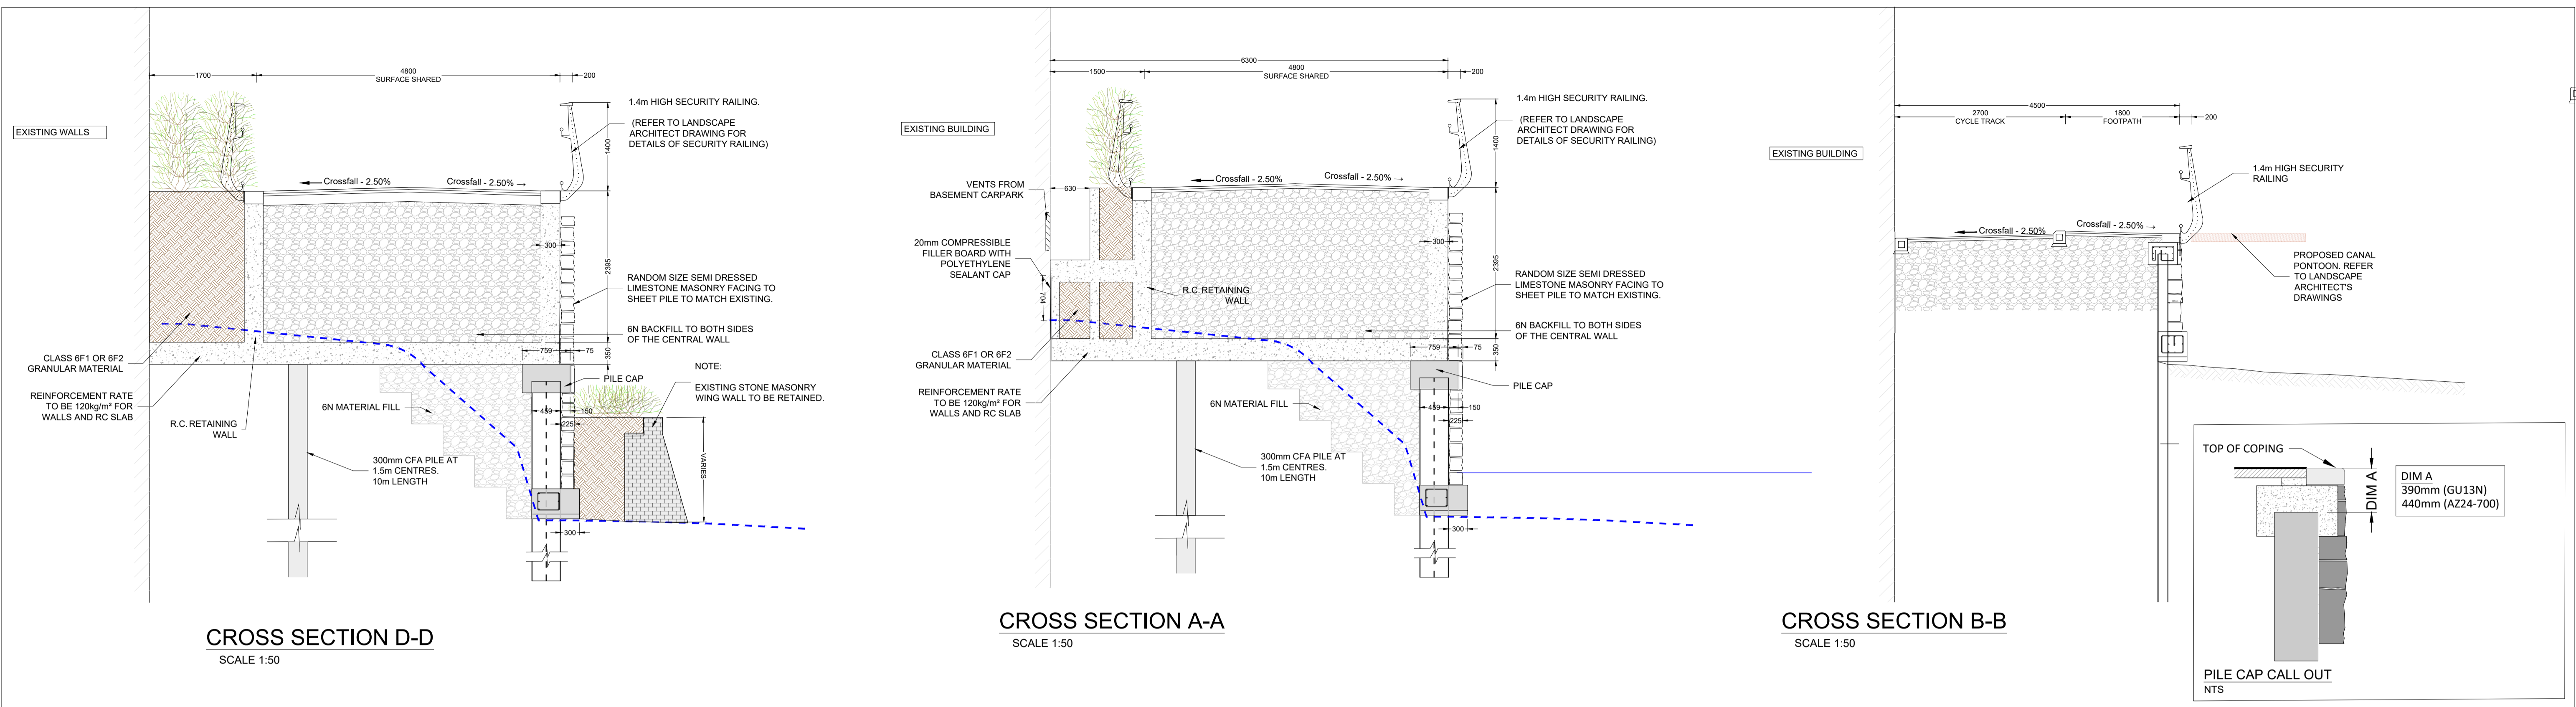 1700
4800
SURFACE SHARED
200
EXISTING WALLS
1.4m HIGH SECURITY RAILING.
(REFER TO LANDSCAPE
ARCHITECT DRAWING FOR
DETAILS OF SECURITY RAILING)
1400
Crossfall - 2.50%
Crossfall - 2.50%
300
2395
RANDOM SIZE SEMI DRESSED
LIMESTONE MASONRY FACING TO
SHEET PILE TO MATCH EXISTING.
6N BACKFILL TO BOTH SIDES
OF THE CENTRAL WALL
CLASS 6F1 OR 6F2
GRANULAR MATERIAL
759
75
350
NOTE:
PILE CAP
EXISTING STONE MASONRY
WING WALL TO BE RETAINED.
REINFORCEMENT RATE
TO BE 120kg/m³ FOR
WALLS AND RC SLAB
6N MATERIAL FILL
459
150
225
R.C. RETAINING
WALL
VARIES
300mm CFA PILE AT
1.5m CENTRES.
10m LENGTH
300
CROSS SECTION D-D
SCALE 1:50
6300
1500
4800
SURFACE SHARED
200
EXISTING BUILDING
1.4m HIGH SECURITY RAILING.
(REFER TO LANDSCAPE
ARCHITECT DRAWING FOR
DETAILS OF SECURITY RAILING)
1400
Crossfall - 2.50%
Crossfall - 2.50%
VENTS FROM
BASEMENT CARPARK
630
20mm COMPRESSIBLE
FILLER BOARD WITH
POLYETHYLENE
SEALANT CAP
300
2395
704
R.C. RETAINING
WALL
RANDOM SIZE SEMI DRESSED
LIMESTONE MASONRY FACING TO
SHEET PILE TO MATCH EXISTING.
6N BACKFILL TO BOTH SIDES
OF THE CENTRAL WALL
CLASS 6F1 OR 6F2
GRANULAR MATERIAL
759
75
350
PILE CAP
REINFORCEMENT RATE
TO BE 120kg/m³ FOR
WALLS AND RC SLAB
6N MATERIAL FILL
459
150
225
300mm CFA PILE AT
1.5m CENTRES.
10m LENGTH
300
CROSS SECTION A-A
SCALE 1:50
4500
2700
CYCLE TRACK
1800
FOOTPATH
200
EXISTING BUILDING
1.4m HIGH SECURITY
RAILING
Crossfall - 2.50%
Crossfall - 2.50%
PROPOSED CANAL
PONTOON. REFER
TO LANDSCAPE
ARCHITECT'S
DRAWINGS
CROSS SECTION B-B
SCALE 1:50
TOP OF COPING
DIM A
DIM A
390mm (GU13N)
440mm (AZ24-700)
PILE CAP CALL OUT
NTS